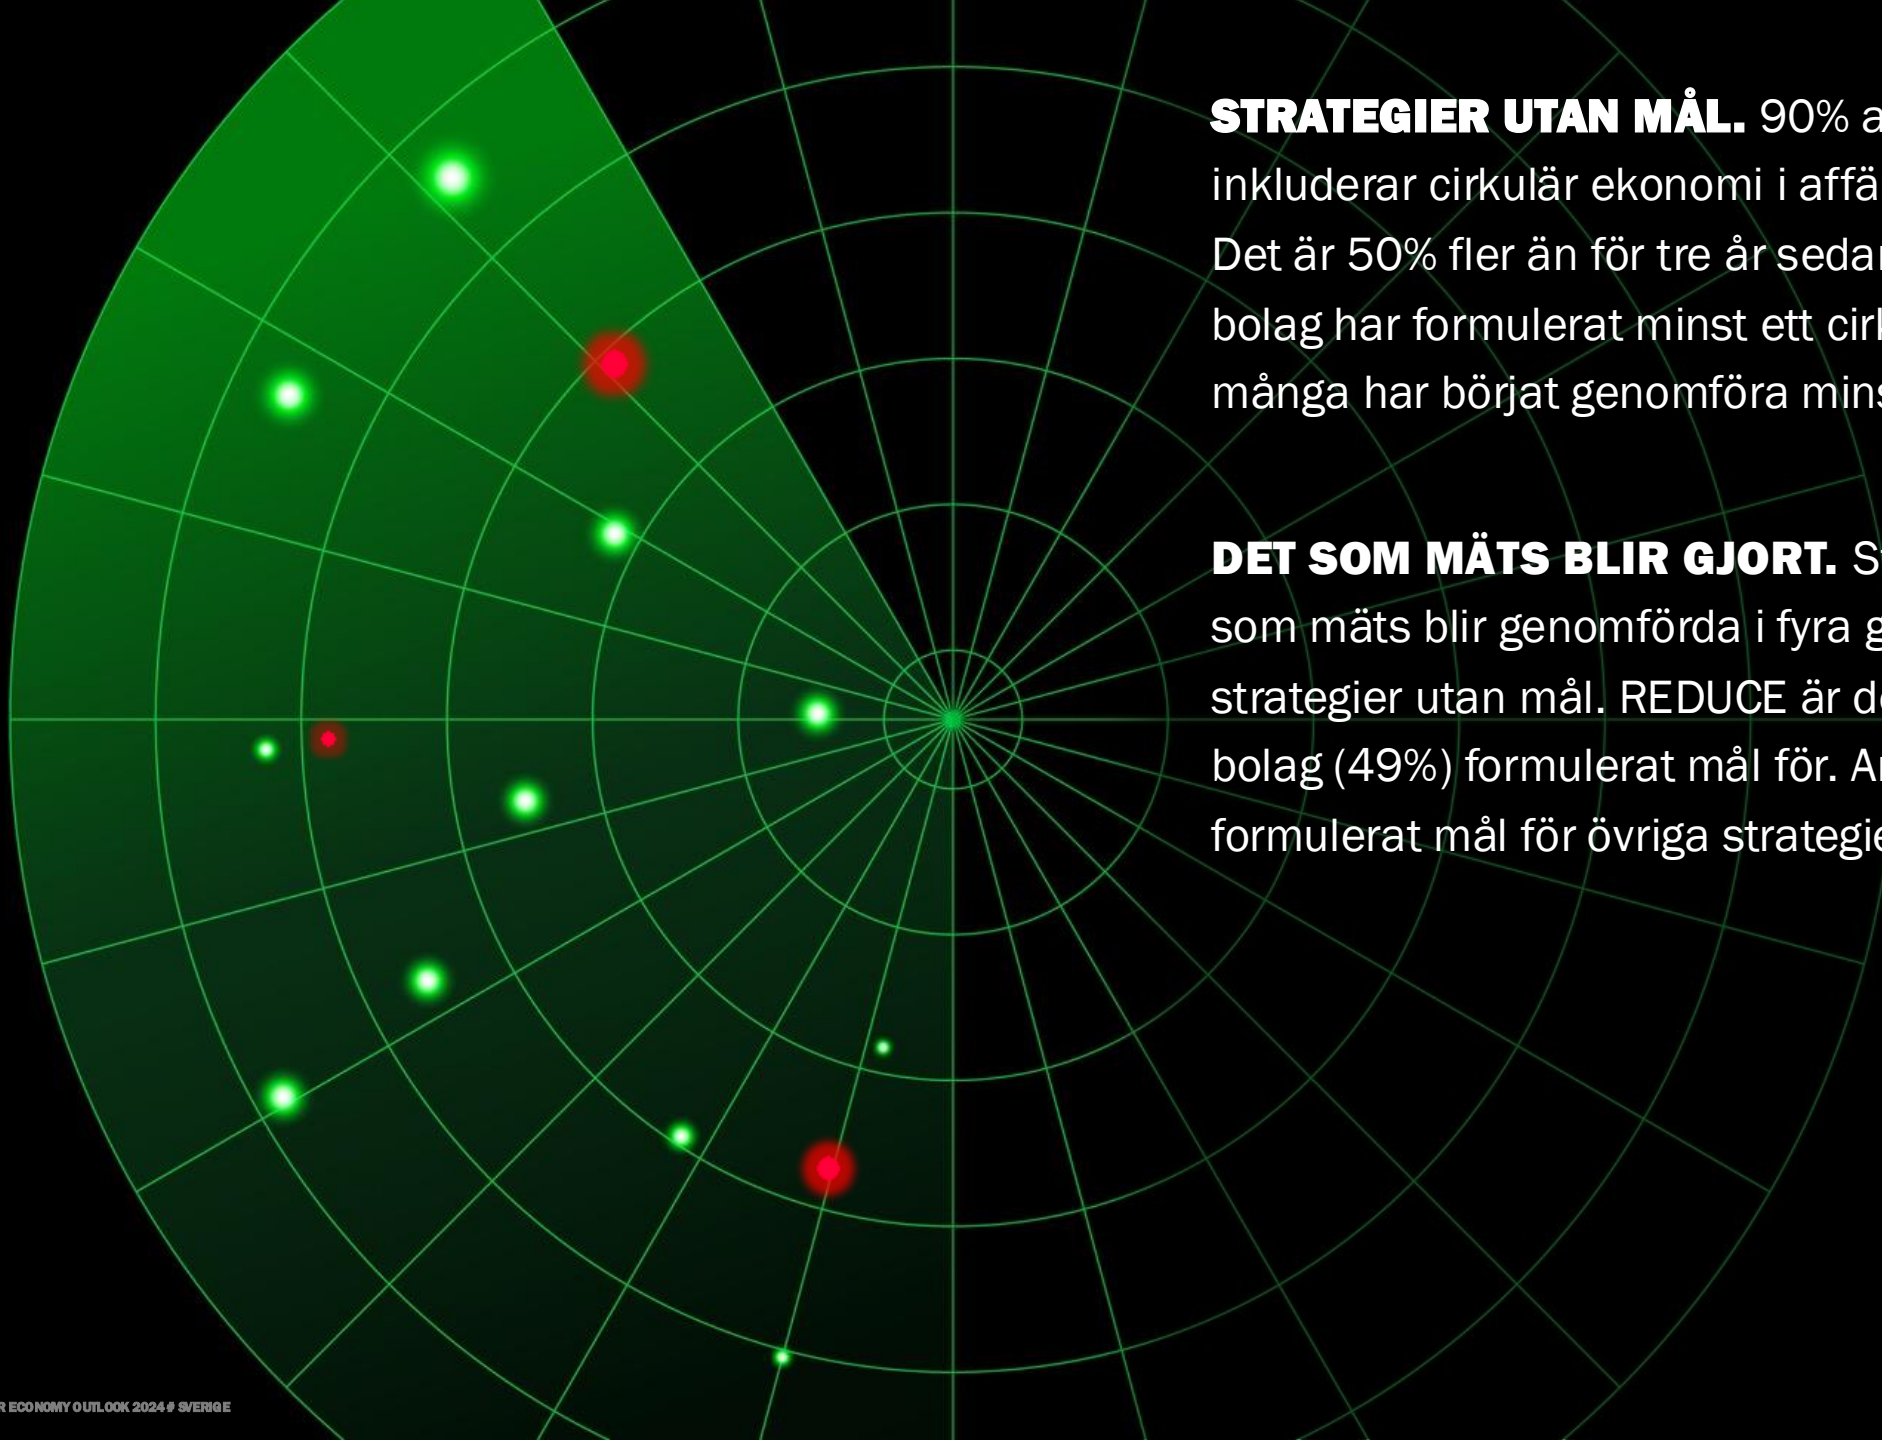 STRATEGIER UTAN MÅL. 90% a
inkluderar cirkulär ekonomi i affä
Det är 50% fler än för tre år sedan
bolag har formulerat minst ett cirk
många har börjat genomföra mins
DET SOM MÄTS BLIR GJORT. St
som mäts blir genomförda i fyra g
strategier utan mål. REDUCE är de
bolag (49%) formulerat mål för. An
formulerat mål för övriga strategie
R ECONOMY OUTLOOK 2024 # SVERIGE